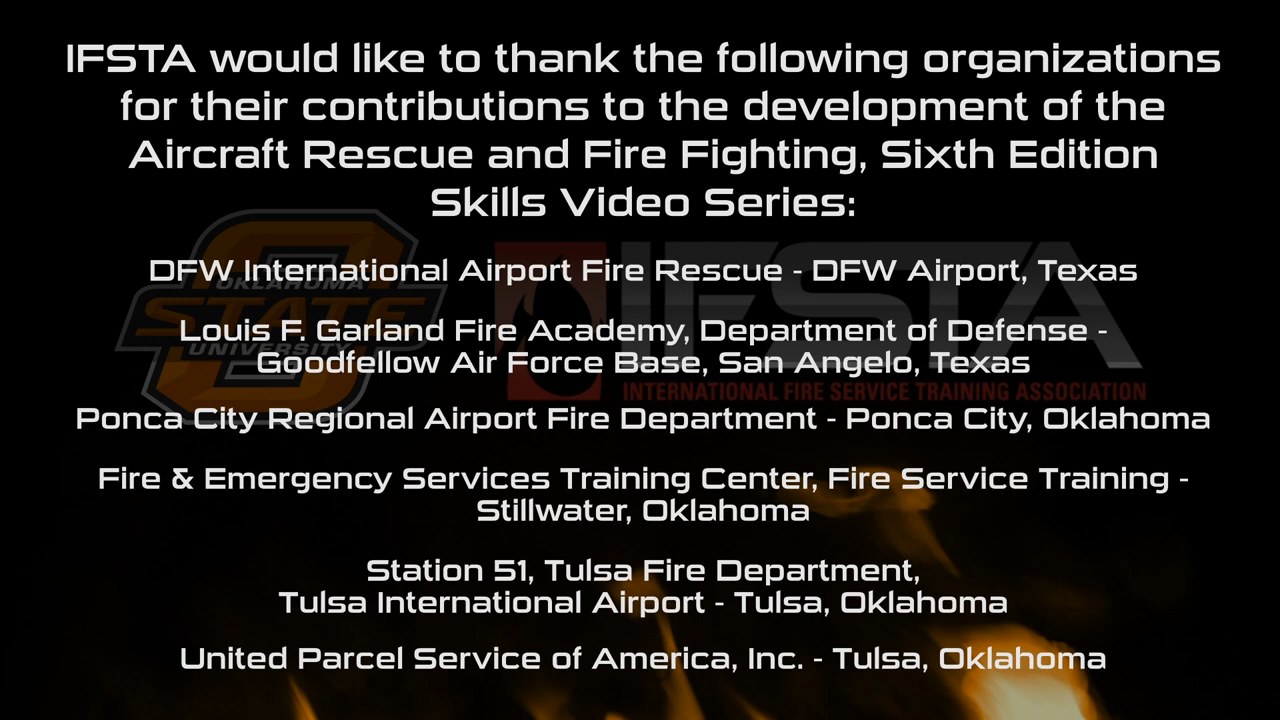 IFSTA would like to thank the following organizations
for their contributions to the development of the
Aircraft Rescue and Fire Fighting, Sixth Edition
Skills Video Series:
DFW International Airport Fire Rescue - DFW Airport, Texas
OKLAHOMA
STATE
UNIVERSITY
IFSTA
INTERNATIONAL FIRE SERVICE TRAINING ASSOCIATION
Louis F. Garland Fire Academy, Department of Defense -
Goodfellow Air Force Base, San Angelo, Texas
Ponca City Regional Airport Fire Department - Ponca City, Oklahoma
Fire & Emergency Services Training Center, Fire Service Training -
Stillwater, Oklahoma
Station 51, Tulsa Fire Department,
Tulsa International Airport - Tulsa, Oklahoma
United Parcel Service of America, Inc. - Tulsa, Oklahoma